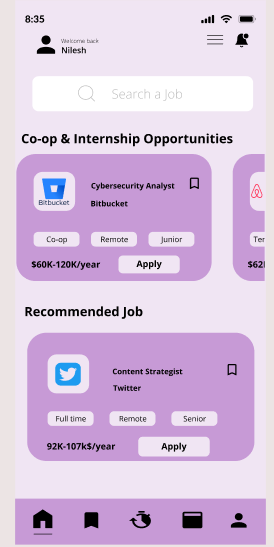 8:35
Welcome back
Nilesh
Search a Job
Co-op & Internship Opportunities
Cybersecurity Analyst
Bitbucket
Bitbucket
Co-op Remote Junior
Ter
$60K-120K/year Apply
$62
Recommended Job
Content Strategist
Twitter
Full time Remote Senior
92K-107k$/year Apply